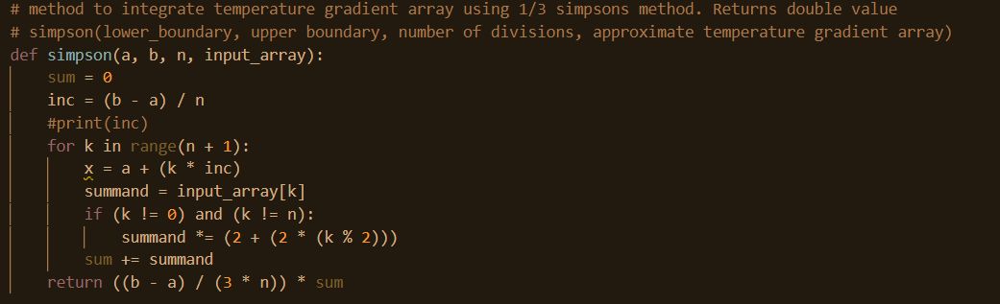 # method to integrate temperature gradient array using 1/3 simpsons method. Returns double value
# simpson(lower_boundary, upper boundary, number of divisions, approximate temperature gradient array)
def simpson(a, b, n, input_array):
    sum = 0
    inc = (b - a) / n
    #print(inc)
    for k in range(n + 1):
        x = a + (k * inc)
        summand = input_array[k]
        if (k != 0) and (k != n):
            summand *= (2 + (2 * (k % 2)))
        sum += summand
    return ((b - a) / (3 * n)) * sum